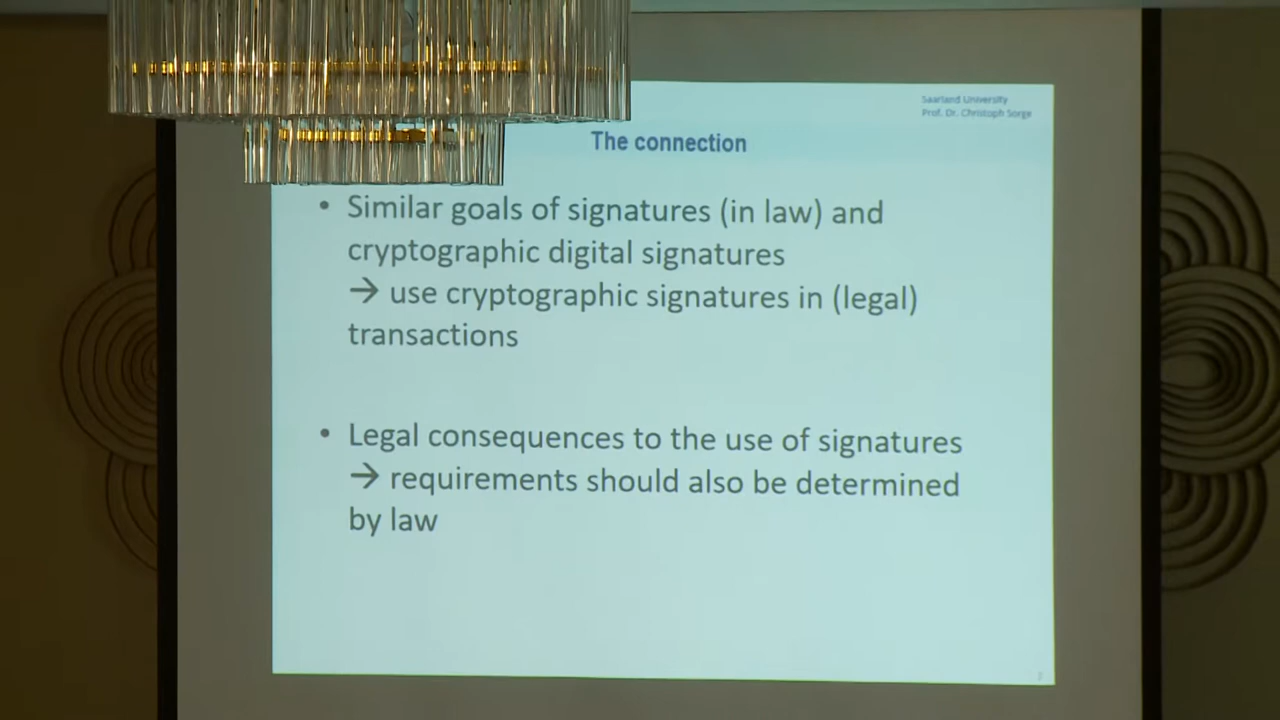 Saarland University
Prof. Dr. Christoph Sorge
The connection
• Similar goals of signatures (in law) and
cryptographic digital signatures
→ use cryptographic signatures in (legal)
transactions
• Legal consequences to the use of signatures
→ requirements should also be determined
by law